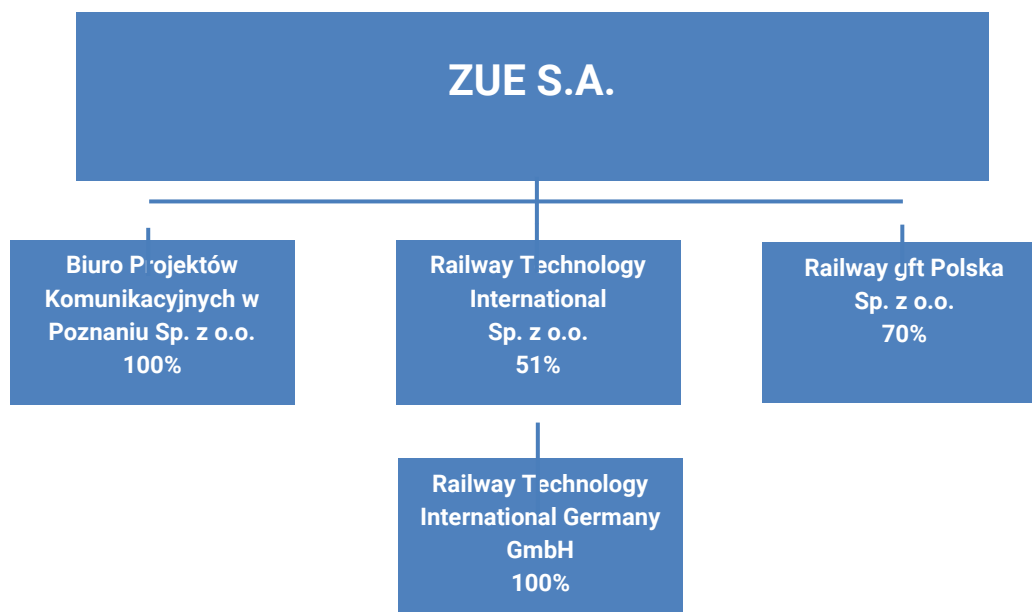 ZUE S.A.
Biuro Projektów
Komunikacyjnych w
Poznaniu Sp. z o.o.
100%
Railway Technology
International
Sp. z o.o.
51%
Railway gft Polska
Sp. z o.o.
70%
Railway Technology
International Germany
GmbH
100%